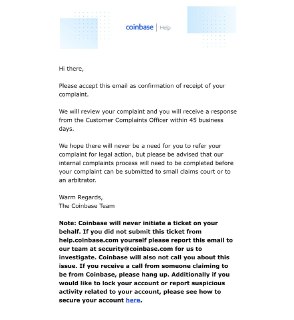 coinbase | Help
Hi there,
Please accept this email as confirmation of receipt of your
complaint.
We will review your complaint and you will receive a response
from the Customer Complaints Officer within 45 business
days.
We hope there will never be a need for you to refer your
complaint for legal action, but please be advised that our
internal complaints process will need to be completed before
your complaint can be submitted to small claims court or to
an arbitrator.
Warm Regards,
The Coinbase Team
Note: Coinbase will never initiate a ticket on your
behalf. If you did not submit this ticket from
help.coinbase.com yourself please report this email to
our team at security@coinbase.com for us to
investigate. Coinbase will also not call you about this
issue. If you receive a call from someone claiming to
be from Coinbase, please hang up. Additionally if you
would like to lock your account or report suspicious
activity related to your account, please see how to
secure your account here.